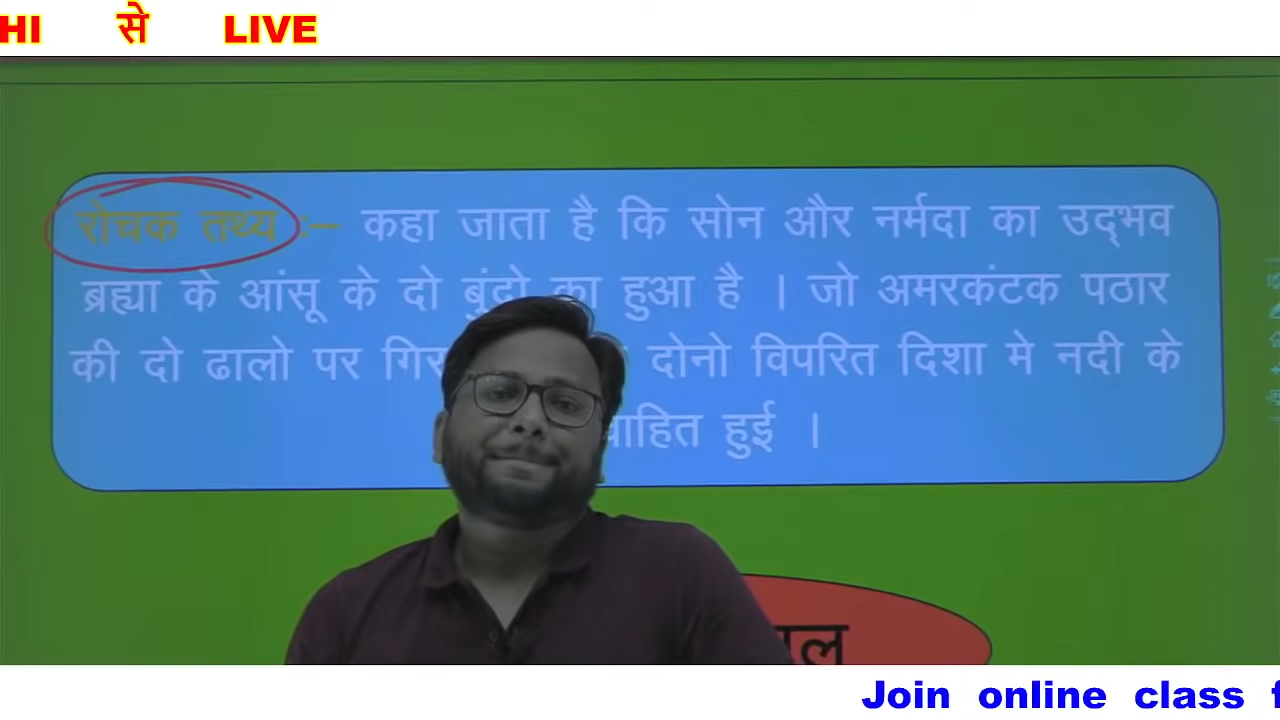 HI से LIVE
रोचक तथ्य :– कहा जाता है कि सोन और नर्मदा का उद्भव
ब्रह्या के आंसू के दो बुंदो का हुआ है । जो अमरकंटक पठार
की दो ढालो पर दोनो विपरित दिशा मे नदी के
हुई ।
Join online class